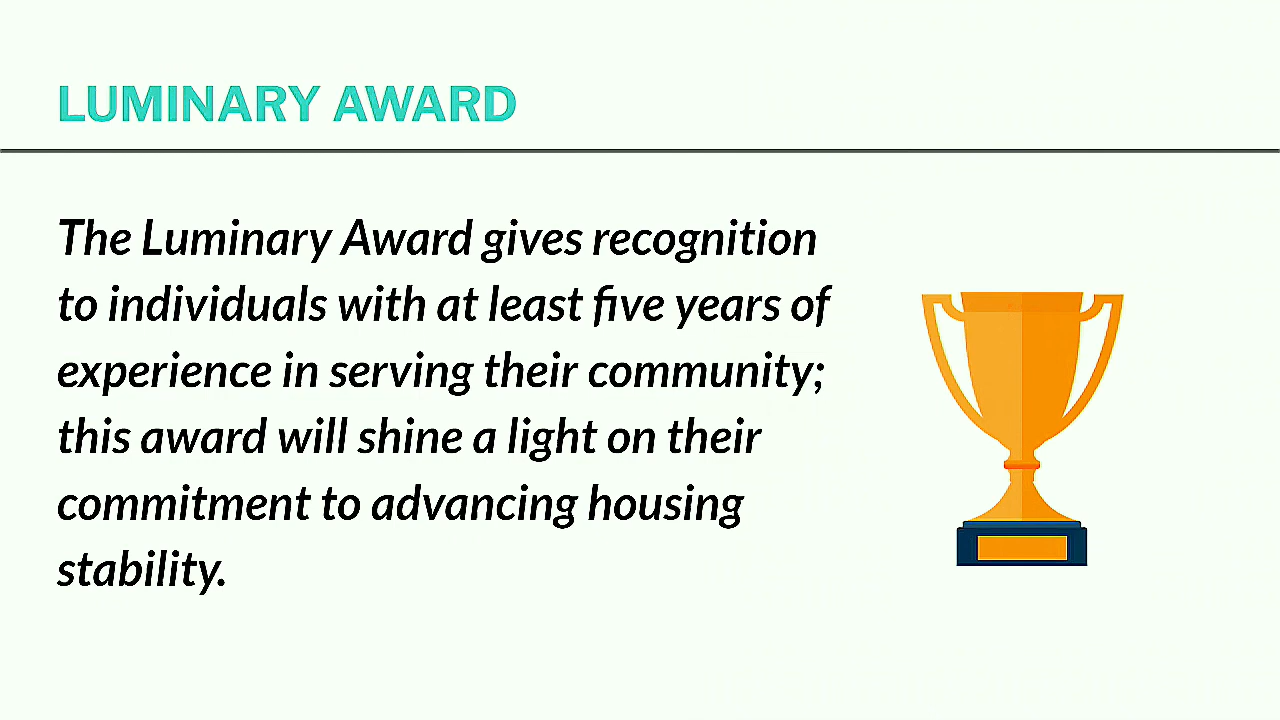 LUMINARY AWARD
The Luminary Award gives recognition
to individuals with at least five years of
experience in serving their community;
this award will shine a light on their
commitment to advancing housing
stability.